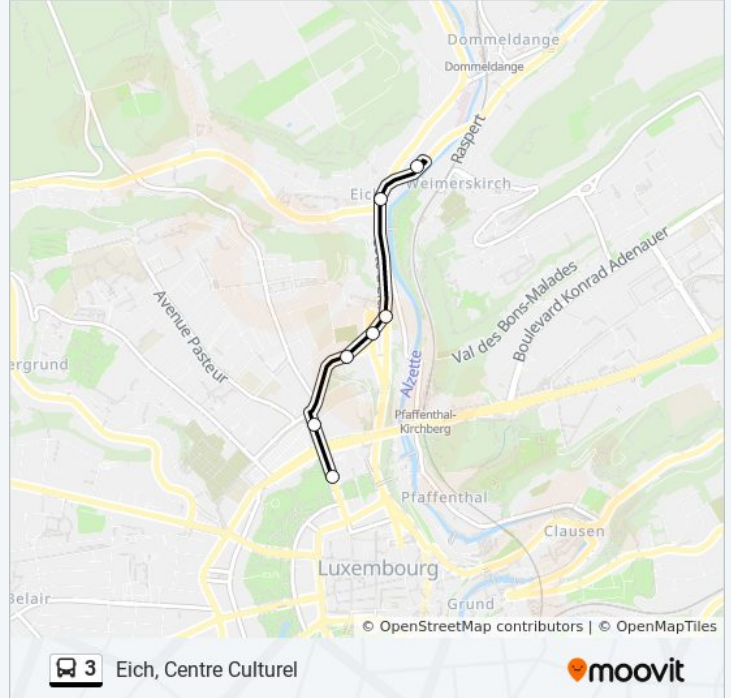 Dommeldange
Dommeldange
Raspert
Eich
Weimerskirch
Boulevard Konrad Adenauer
Val des Bons-Malades
Avenue Pasteur
ergrund
Alzette
Pfaffenthal-
Kirchberg
Pfaffenthal
Clausen
Luxembourg
Belair
Grund
© OpenStreetMap contributors | © OpenMapTiles
3 Eich, Centre Culturel
moovit